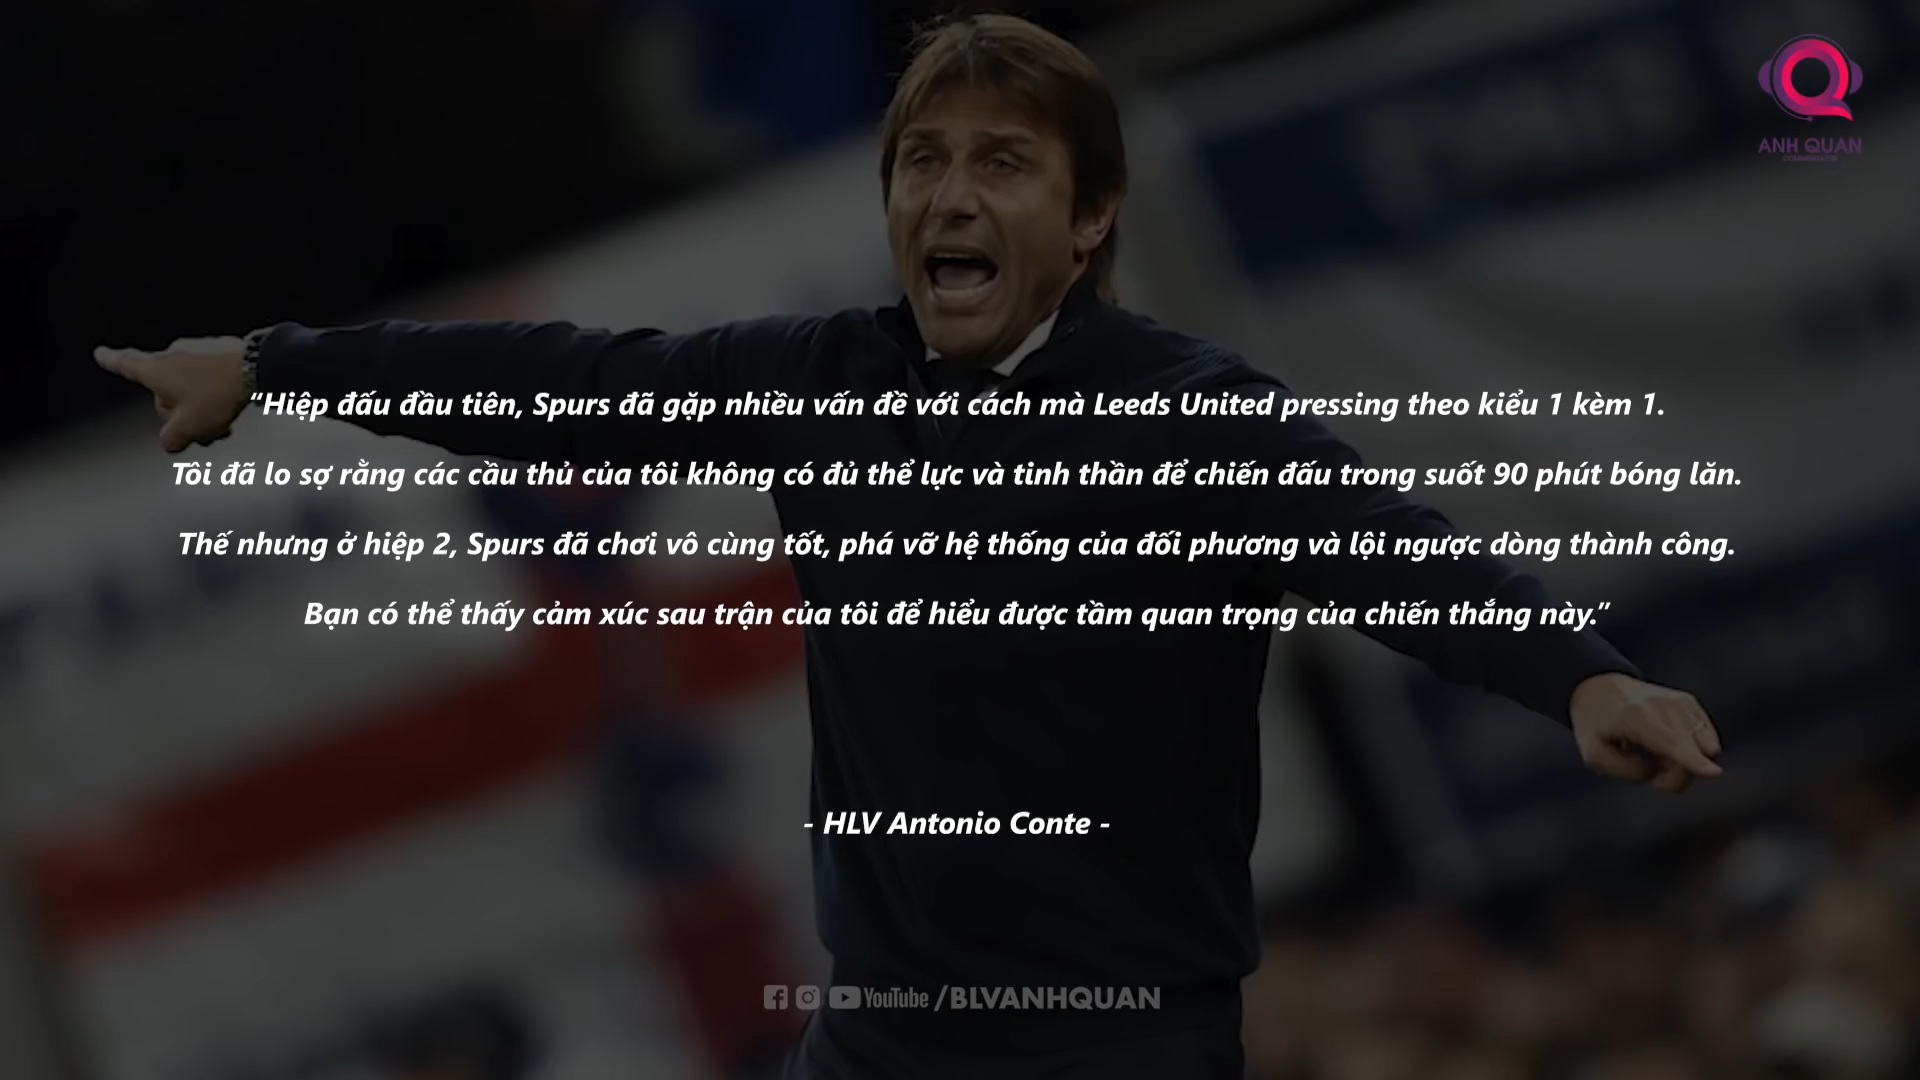 ANH QUAN
COMMENTATOR
“Hiệp đấu đầu tiên, Spurs đã gặp nhiều vấn đề với cách mà Leeds United pressing theo kiểu 1 kèm 1.
Tôi đã lo sợ rằng các cầu thủ của tôi không có đủ thể lực và tinh thần để chiến đấu trong suốt 90 phút bóng lăn.
Thế nhưng ở hiệp 2, Spurs đã chơi vô cùng tốt, phá vỡ hệ thống của đối phương và lội ngược dòng thành công.
Bạn có thể thấy cảm xúc sau trận của tôi để hiểu được tầm quan trọng của chiến thắng này.”
- HLV Antonio Conte -
YouTube /BLVANHQUAN